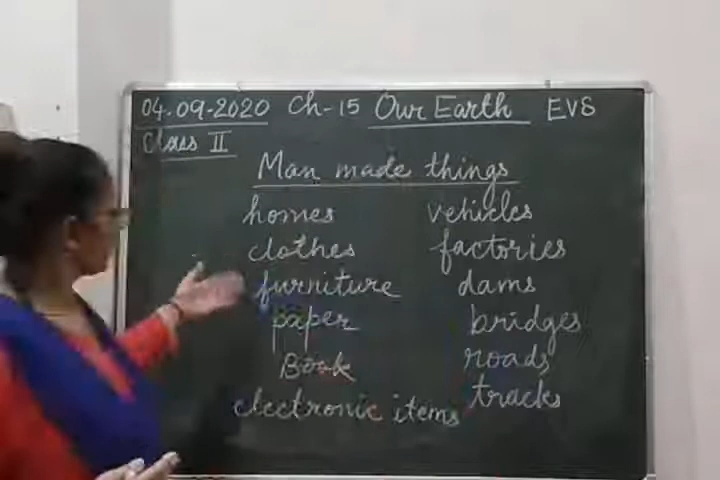 04.09-2020 Ch-15 Our Earth EVS
Class II
Man made things
homes vehicles
clothes factories
furniture dams
paper bridges
Book roads
electronic items tracks